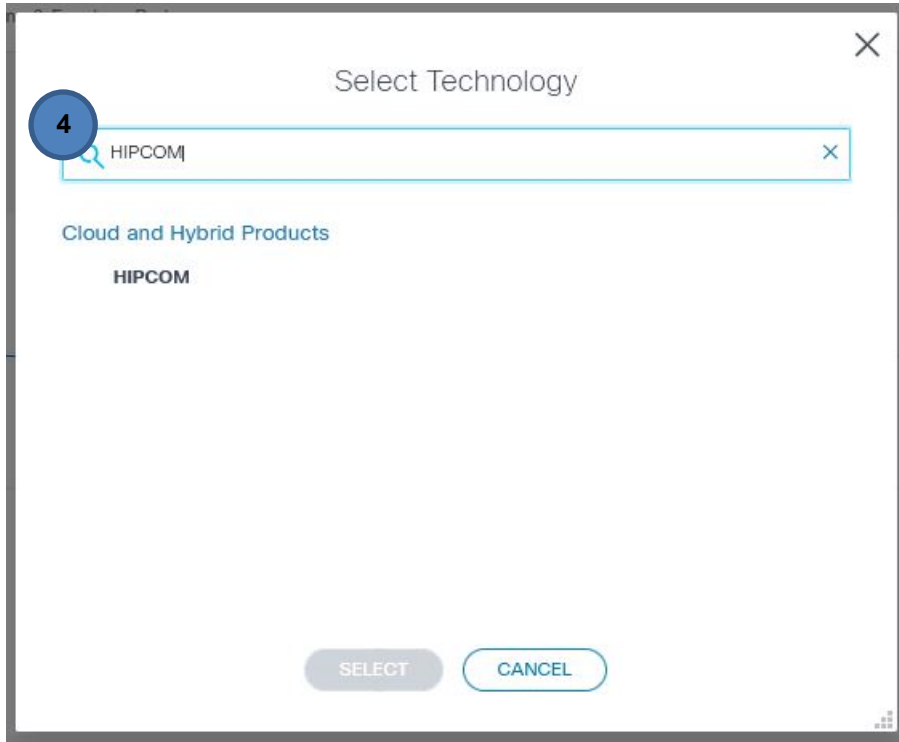 Select Technology
4
HIPCOM
Cloud and Hybrid Products
HIPCOM
SELECT
CANCEL